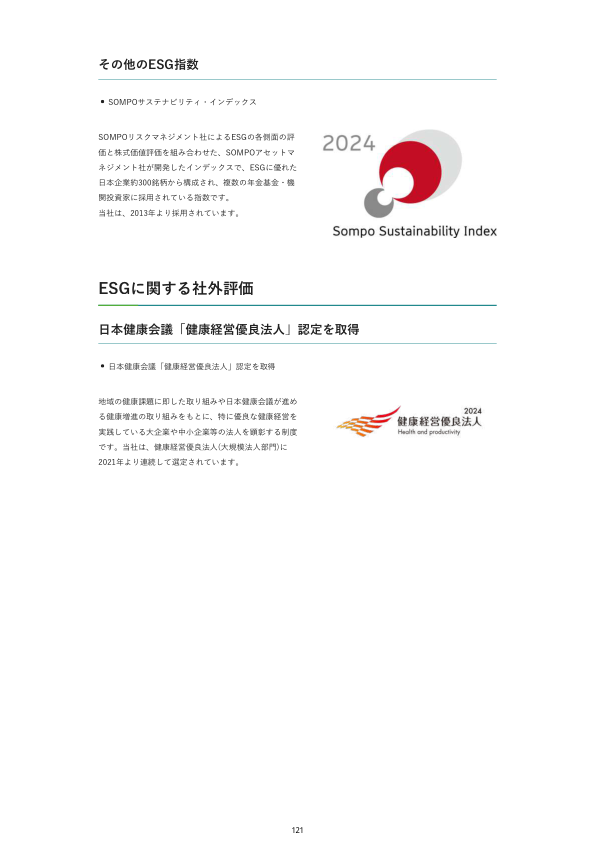 その他のESG指数
• SOMPOサステナビリティ・インデックス
SOMPOリスクマネジメント社によるESGの各側面の評
価と株式価値評価を組み合わせた、SOMPOアセットマ
ネジメント社が開発したインデックスで、ESGに優れた
日本企業約300銘柄から構成され、複数の年金基金・機
関投資家に採用されている指数です。
当社は、2013年より採用されています。
2024
Sompo Sustainability Index
ESGに関する社外評価
日本健康会議「健康経営優良法人」認定を取得
• 日本健康会議「健康経営優良法人」認定を取得
地域の健康課題に即した取り組みや日本健康会議が進め
る健康増進の取り組みをもとに、特に優良な健康経営を
実践している大企業や中小企業等の法人を顕彰する制度
です。当社は、健康経営優良法人(大規模法人部門)に
2021年より連続して選定されています。
2024
健康経営優良法人
Health and productivity
121